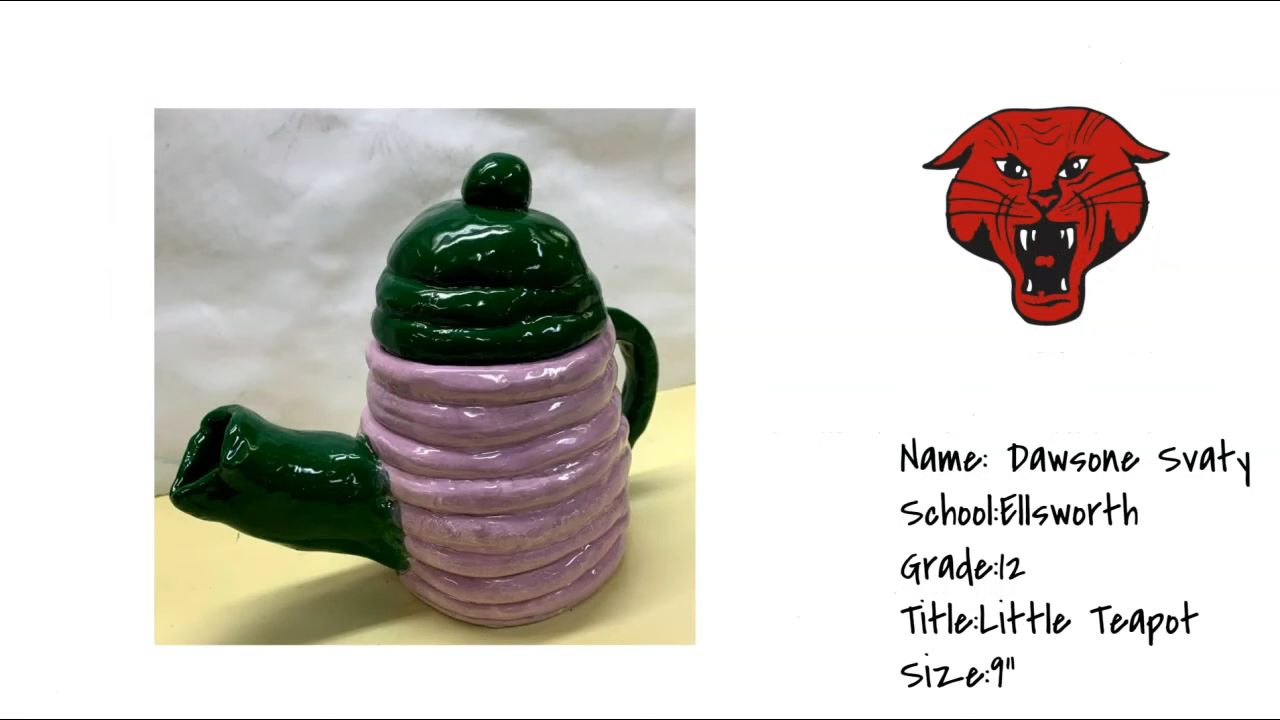 Name: Dawsone Svaty
School:Ellsworth
Grade:12
Title:Little Teapot
Size:9"